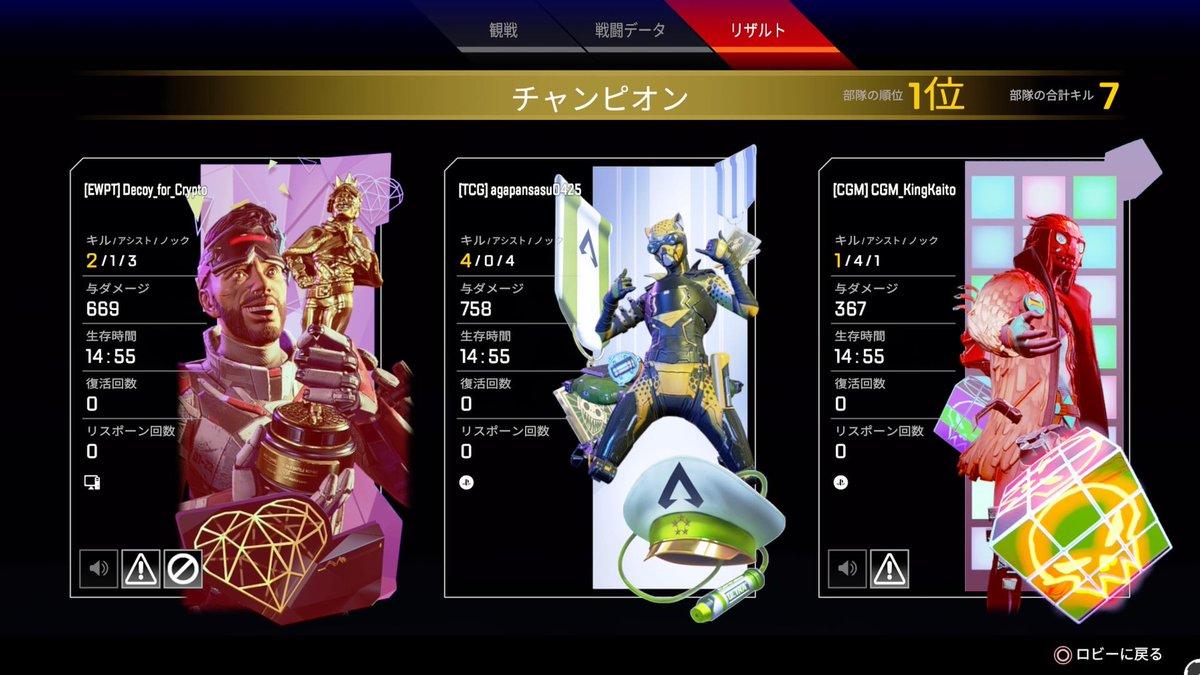 観戦
戦闘データ
リザルト
チャンピオン
部隊の順位 1位
部隊の合計キル 7
[EWPT] Decoy_for_Crypto
キル/アシスト/ノック
2/1/3
与ダメージ
669
生存時間
14:55
復活回数
0
リスポーン回数
0
[TCG] agapansasu0425
キル/アシスト/ノック
4/0/4
与ダメージ
758
生存時間
14:55
復活回数
0
リスポーン回数
0
[CGM] CGM_KingKaito
キル/アシスト/ノック
1/4/1
与ダメージ
367
生存時間
14:55
復活回数
0
リスポーン回数
0
ロビーに戻る